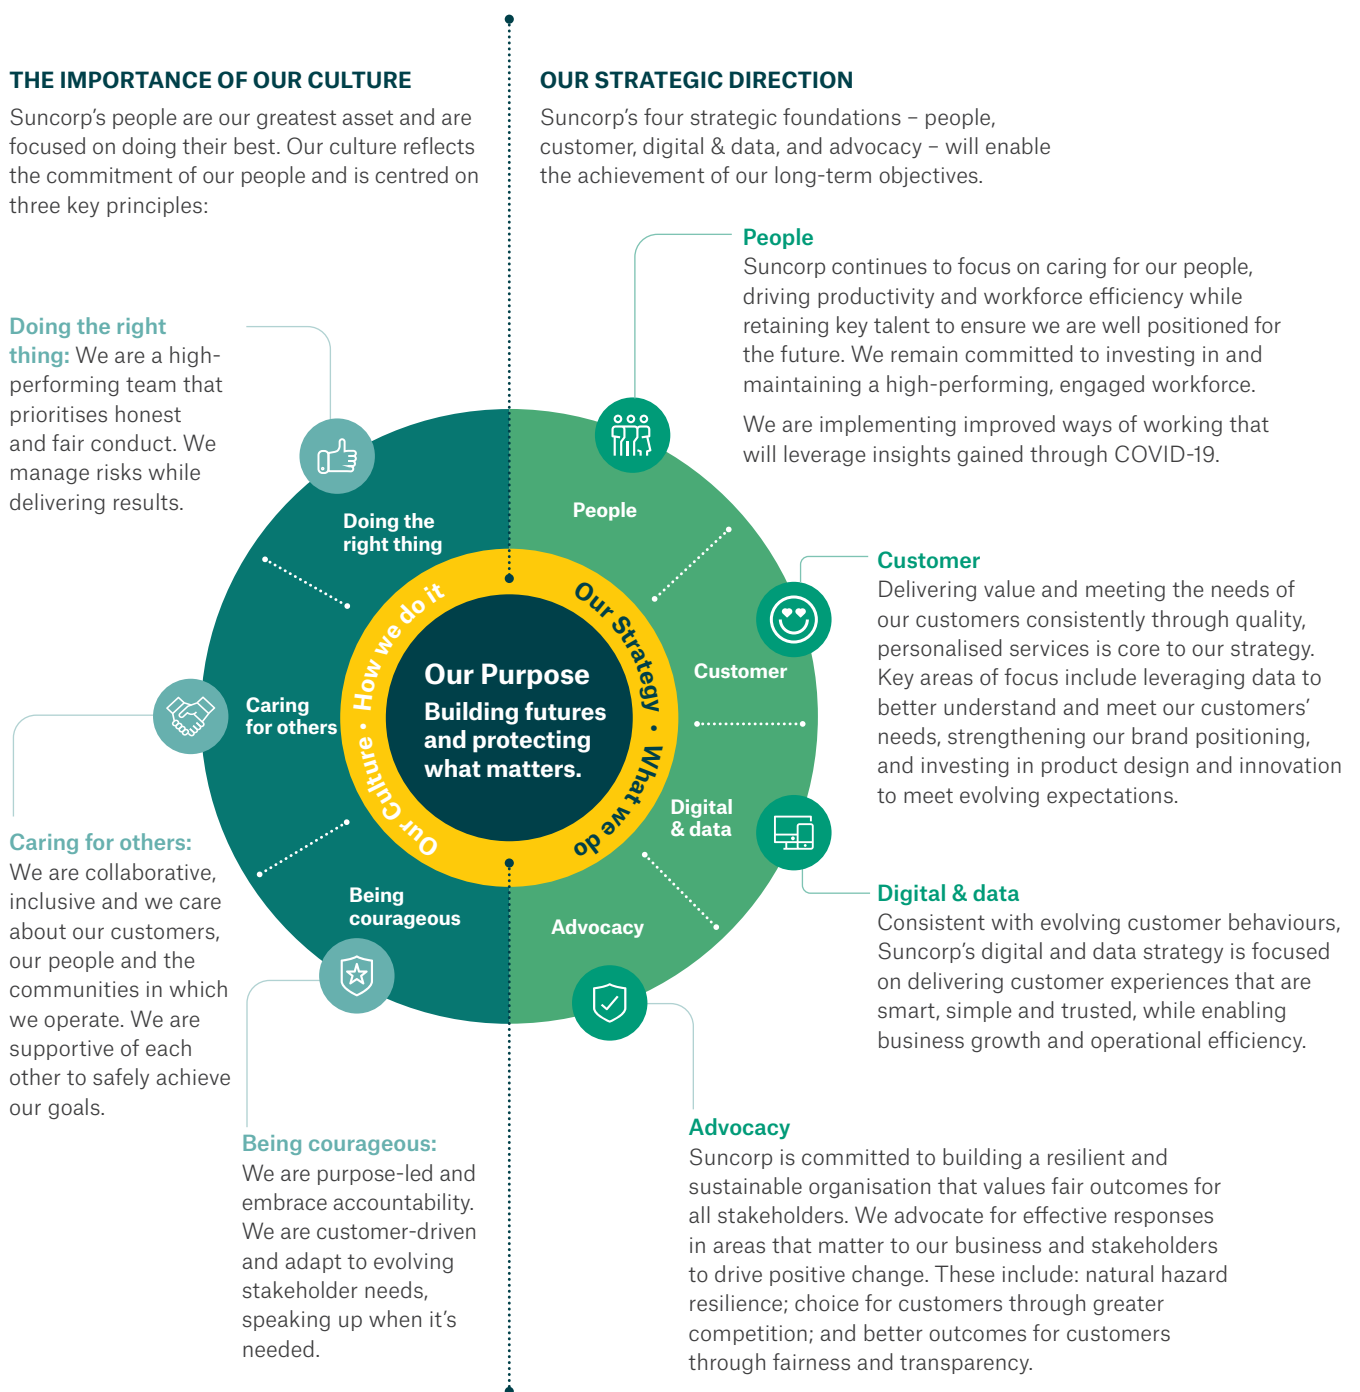 THE IMPORTANCE OF OUR CULTURE
Suncorp's people are our greatest asset and are
focused on doing their best. Our culture reflects
the commitment of our people and is centred on
three key principles:
Doing the right
thing: We are a high-
performing team that
prioritises honest
and fair conduct. We
manage risks while
delivering results.
Caring for others:
We are collaborative,
inclusive and we care
about our customers,
our people and the
communities in which
we operate. We are
supportive of each
other to safely achieve
our goals.
Being courageous:
We are purpose-led and
embrace accountability.
We are customer-driven
and adapt to evolving
stakeholder needs,
speaking up when it's
needed.
Doing the
right thing
Caring
for others
Being
courageous
Our Culture • How we do it
Our Purpose
Building futures
and protecting
what matters.
Our Strategy • What we do
People
Customer
Digital
& data
Advocacy
OUR STRATEGIC DIRECTION
Suncorp's four strategic foundations – people,
customer, digital & data, and advocacy – will enable
the achievement of our long-term objectives.
People
Suncorp continues to focus on caring for our people,
driving productivity and workforce efficiency while
retaining key talent to ensure we are well positioned for
the future. We remain committed to investing in and
maintaining a high-performing, engaged workforce.
We are implementing improved ways of working that
will leverage insights gained through COVID-19.
Customer
Delivering value and meeting the needs of
our customers consistently through quality,
personalised services is core to our strategy.
Key areas of focus include leveraging data to
better understand and meet our customers'
needs, strengthening our brand positioning,
and investing in product design and innovation
to meet evolving expectations.
Digital & data
Consistent with evolving customer behaviours,
Suncorp's digital and data strategy is focused
on delivering customer experiences that are
smart, simple and trusted, while enabling
business growth and operational efficiency.
Advocacy
Suncorp is committed to building a resilient and
sustainable organisation that values fair outcomes for
all stakeholders. We advocate for effective responses
in areas that matter to our business and stakeholders
to drive positive change. These include: natural hazard
resilience; choice for customers through greater
competition; and better outcomes for customers
through fairness and transparency.